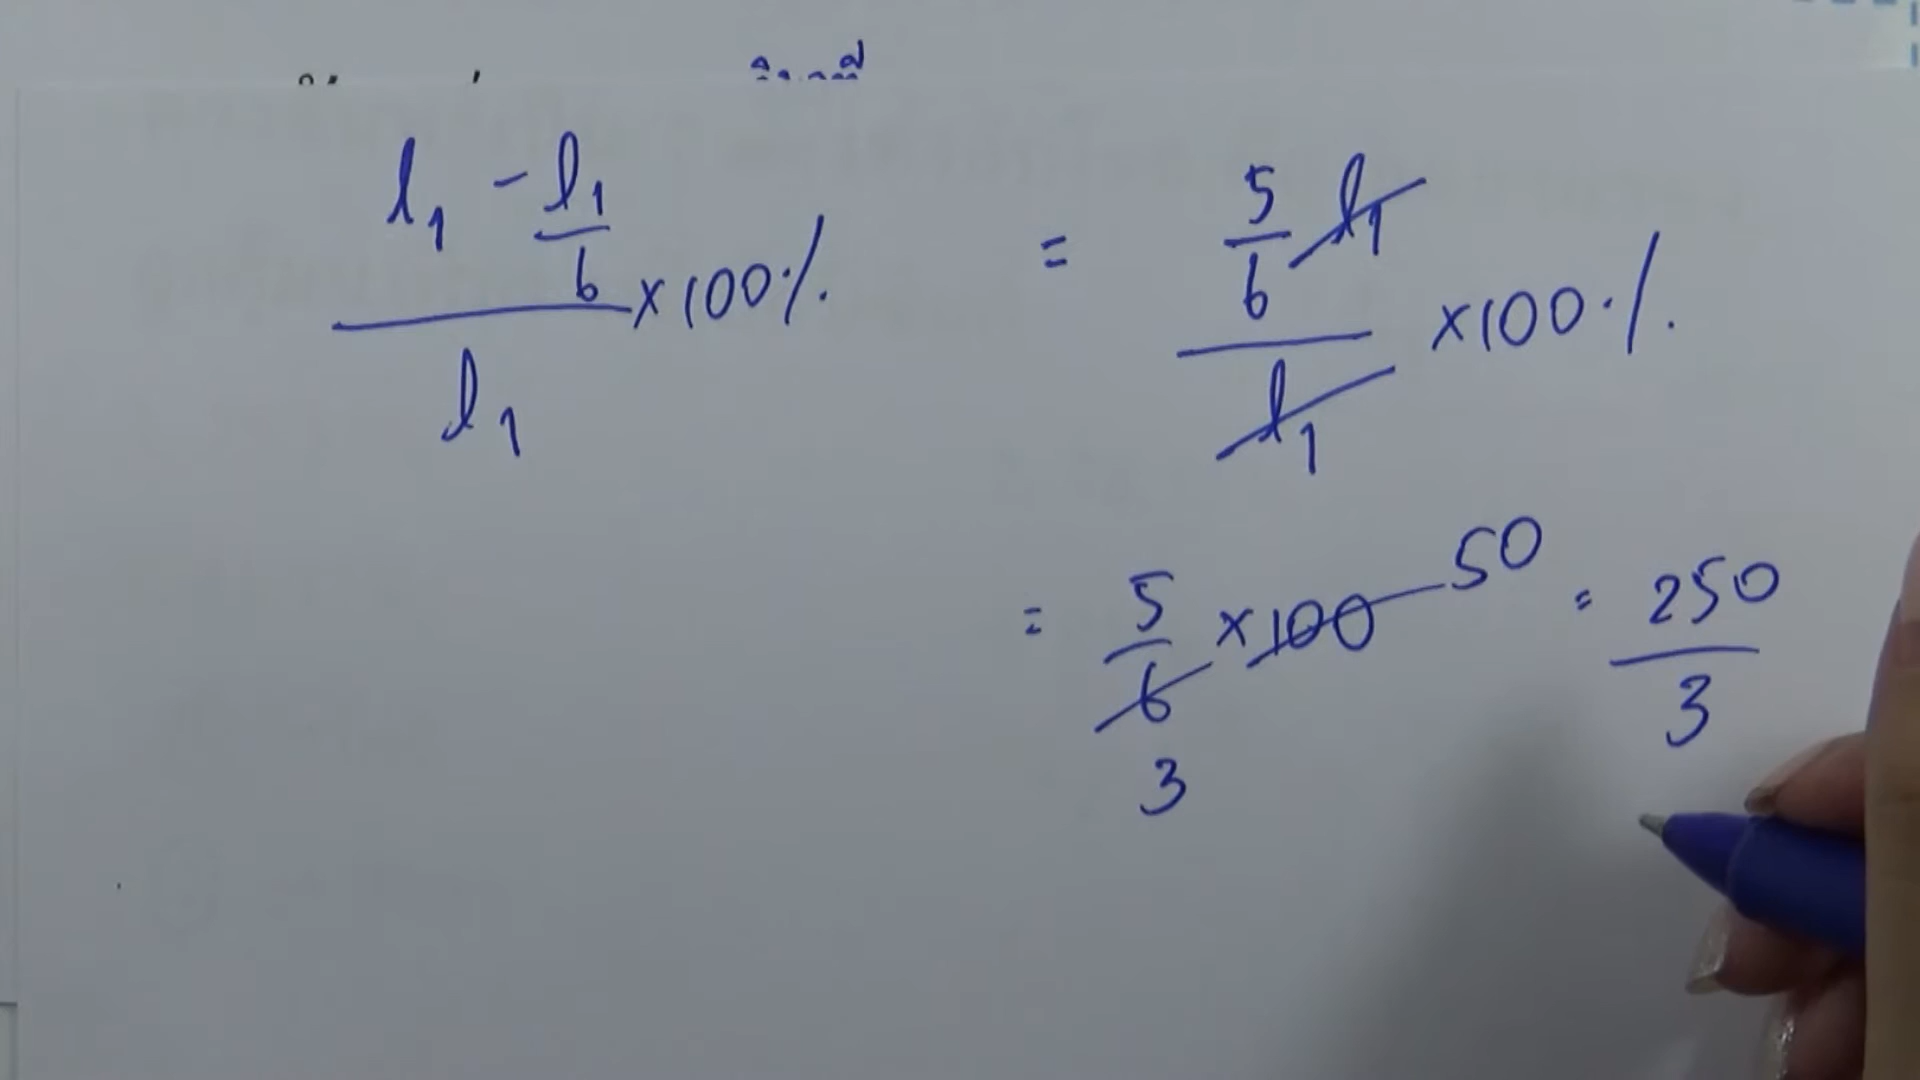 l₁ - l₁/6 / l₁ ×100% = 5/6 l₁ / l₁ ×100%
= 5/6 ×100 50 = 250/3
3